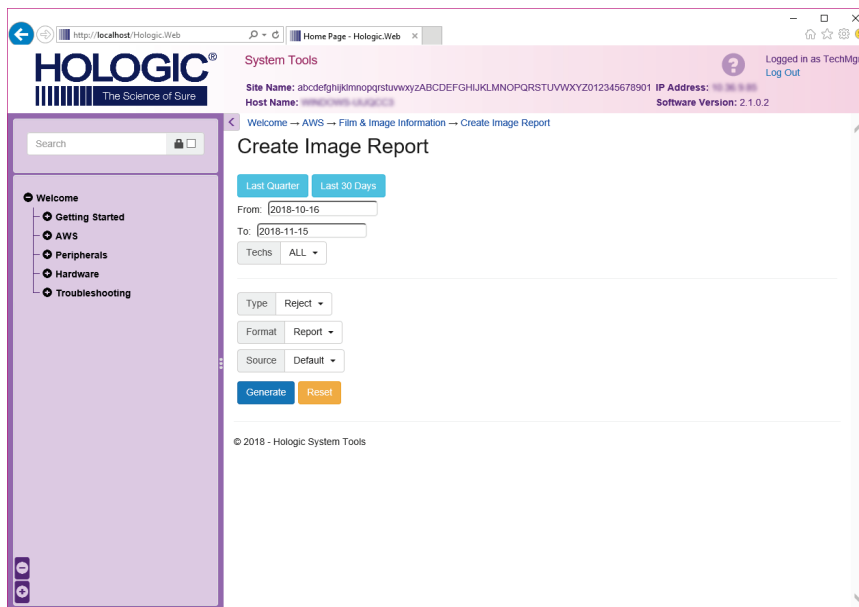 http://localhost/Hologic.Web
Home Page - Hologic.Web
HOLOGIC®
The Science of Sure
System Tools
Logged in as TechMgr
Log Out
Site Name: abcdefghijklmnopqrstuvwxyzABCDEFGHIJKLMNOPQRSTUVWXYZ012345678901 IP Address:
Host Name:
Software Version: 2.1.0.2
Search
Welcome → AWS → Film & Image Information → Create Image Report
Create Image Report
Welcome
Getting Started
AWS
Peripherals
Hardware
Troubleshooting
Last Quarter Last 30 Days
From: 2018-10-16
To: 2018-11-15
Techs ALL
Type Reject
Format Report
Source Default
Generate Reset
© 2018 - Hologic System Tools